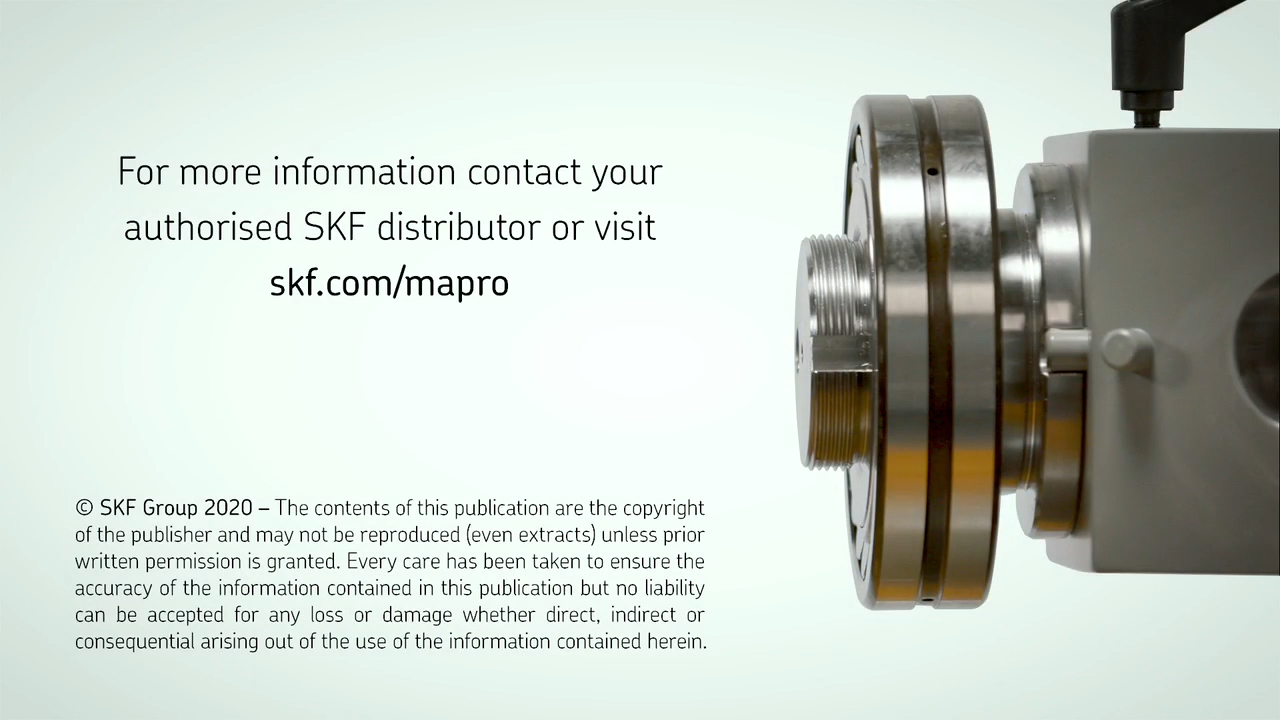 For more information contact your
authorised SKF distributor or visit
skf.com/mapro
© SKF Group 2020 – The contents of this publication are the copyright
of the publisher and may not be reproduced (even extracts) unless prior
written permission is granted. Every care has been taken to ensure the
accuracy of the information contained in this publication but no liability
can be accepted for any loss or damage whether direct, indirect or
consequential arising out of the use of the information contained herein.